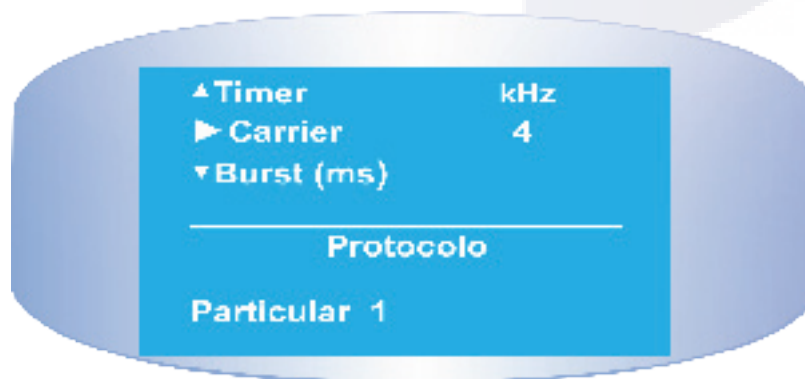 ▲Timer kHz
▶ Carrier 4
▼Burst (ms)
Protocolo
Particular 1